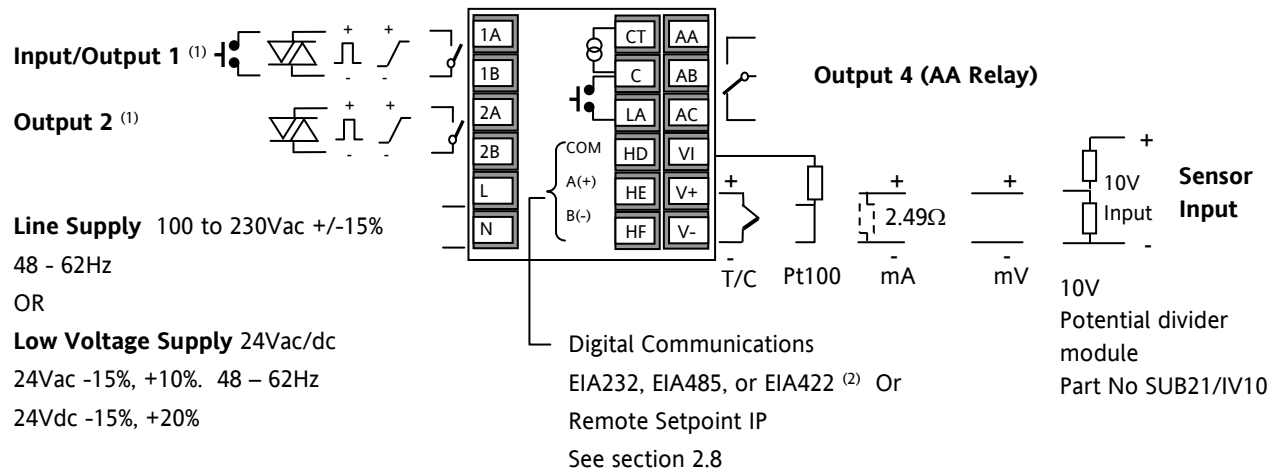 Input/Output 1 (1)
+ + -
- -
Output 2 (1)
+ +
- -
1A
1B
2A
2B
L
N
CT
C
LA
COM HD
A(+) HE
B(-) HF
AA
AB
AC
VI
V+
V-
Output 4 (AA Relay)
Line Supply 100 to 230Vac +/-15%
48 - 62Hz
OR
Low Voltage Supply 24Vac/dc
24Vac -15%, +10%. 48 – 62Hz
24Vdc -15%, +20%
+
-
T/C
Pt100
+
2.49Ω
-
mA
+
-
mV
+
10V
Input
-
Sensor
Input
10V
Potential divider
module
Part No SUB21/IV10
Digital Communications
EIA232, EIA485, or EIA422 (2) Or
Remote Setpoint IP
See section 2.8